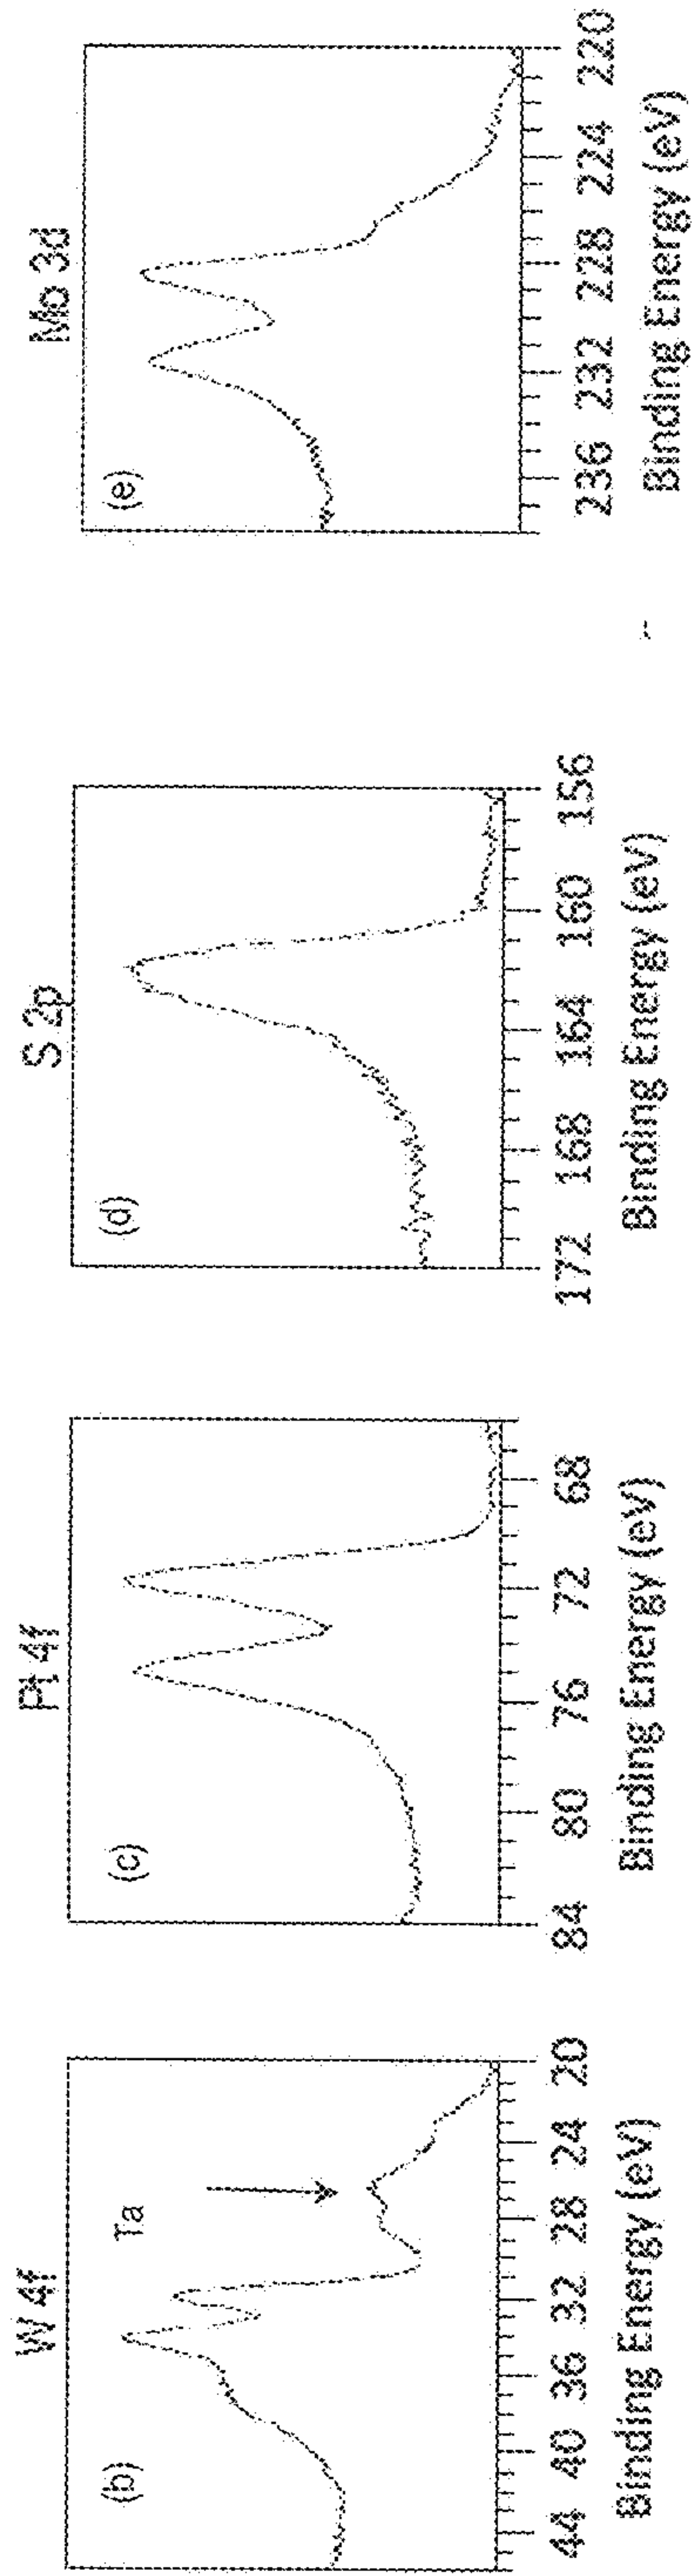 W 4f
(b)
Ta
44 40 36 32 28 24 20
Binding Energy (eV)
Pt 4f
(c)
84 80 76 72 68
Binding Energy (eV)
S 2p
(d)
172 168 164 160 156
Binding Energy (eV)
Mo 3d
(e)
236 232 228 224 220
Binding Energy (eV)